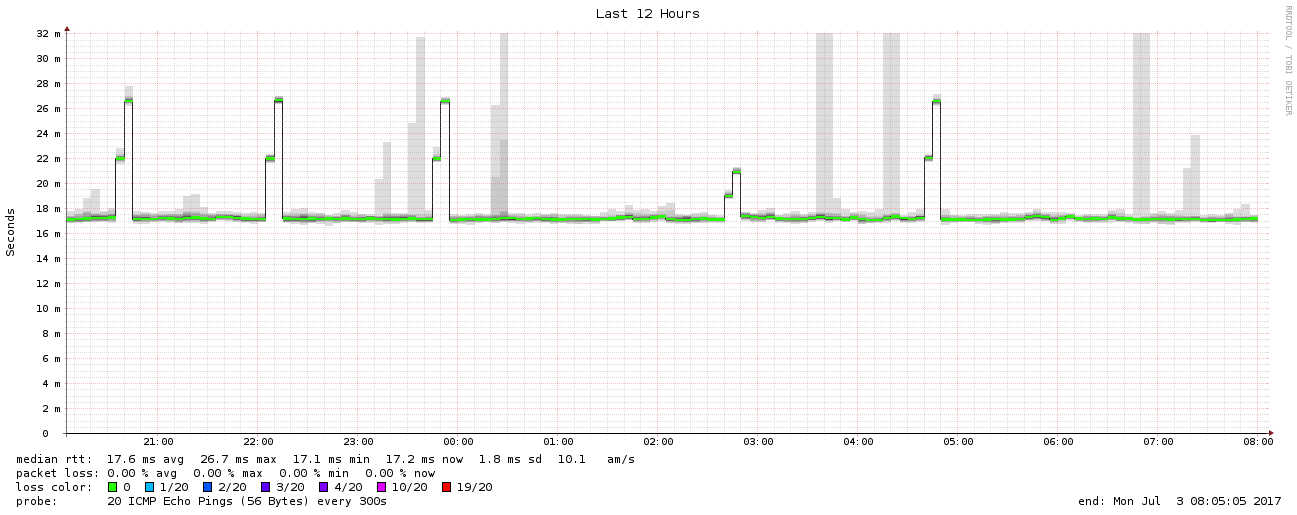 Last 12 Hours
RRDTOOL / TOBI OETIKER
Seconds
32 m
30 m
28 m
26 m
24 m
22 m
20 m
18 m
16 m
14 m
12 m
10 m
8 m
6 m
4 m
2 m
0
21:00 22:00 23:00 00:00 01:00 02:00 03:00 04:00 05:00 06:00 07:00 08:00
median rtt: 17.6 ms avg 26.7 ms max 17.1 ms min 17.2 ms now 1.8 ms sd 10.1 am/s
packet loss: 0.00 % avg 0.00 % max 0.00 % min 0.00 % now
loss color: 0 1/20 2/20 3/20 4/20 10/20 19/20
probe: 20 ICMP Echo Pings (56 Bytes) every 300s end: Mon Jul 3 08:05:05 2017